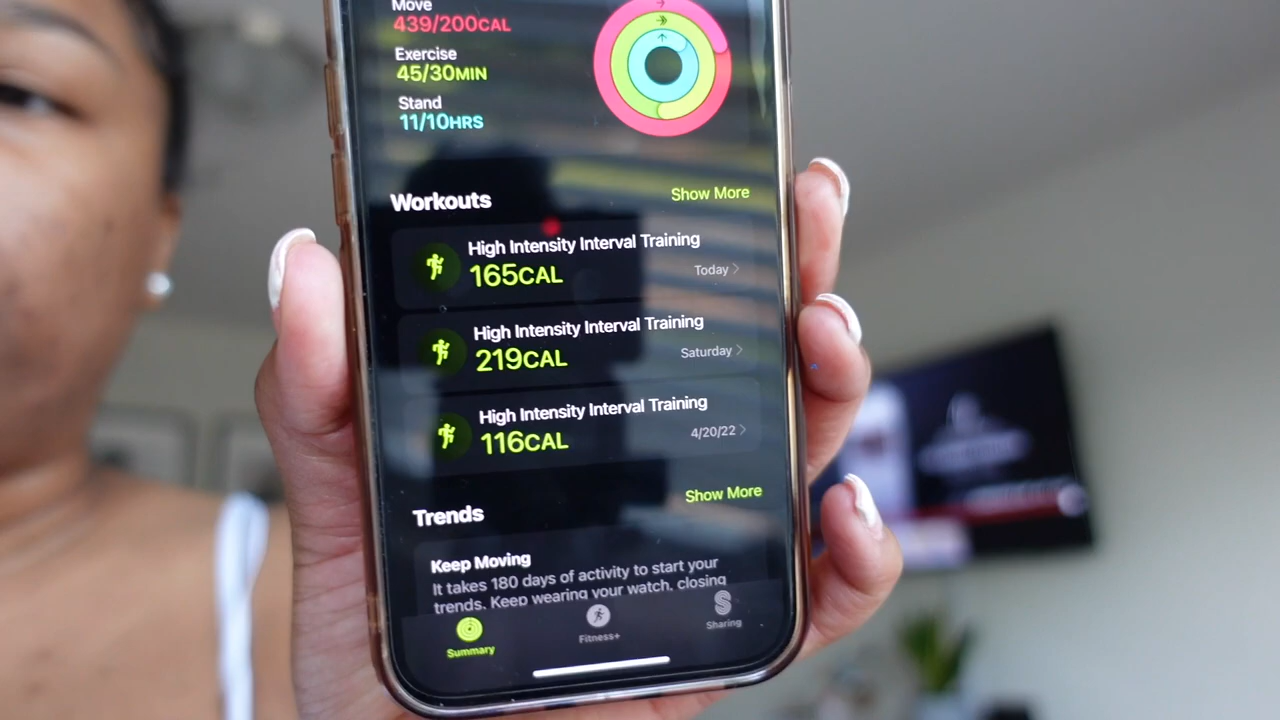 Move
439/200CAL
Exercise
45/30MIN
Stand
11/10HRS
Workouts
Show More
High Intensity Interval Training
165CAL
Today
High Intensity Interval Training
219CAL
Saturday
High Intensity Interval Training
116CAL
4/20/22
Trends
Show More
Keep Moving
It takes 180 days of activity to start your
trends. Keep wearing your watch, closing
Summary
Fitness+
Sharing